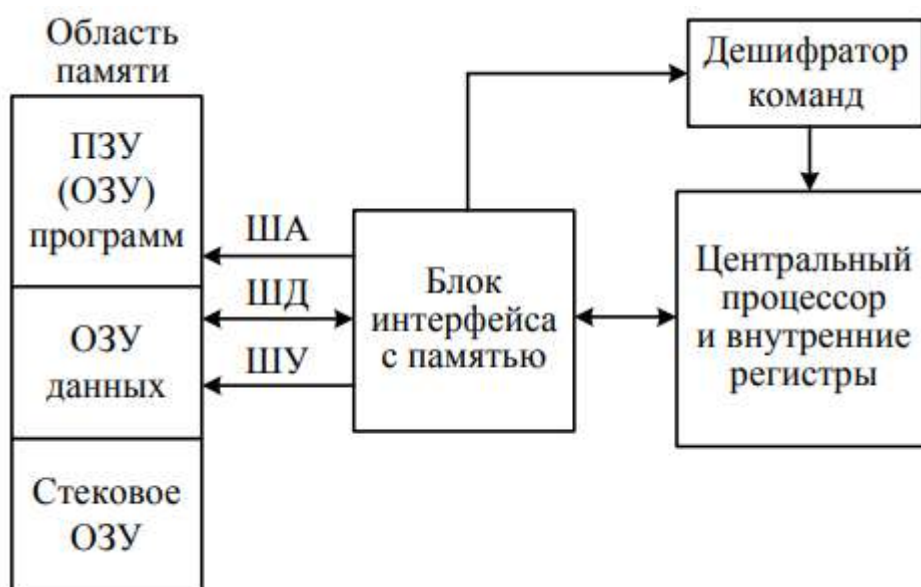 Область
памяти
ПЗУ
(ОЗУ)
программ
ОЗУ
данных
Стековое
ОЗУ
ША
ШД
ШУ
Блок
интерфейса
с памятью
Дешифратор
команд
Центральный
процессор
и внутренние
регистры